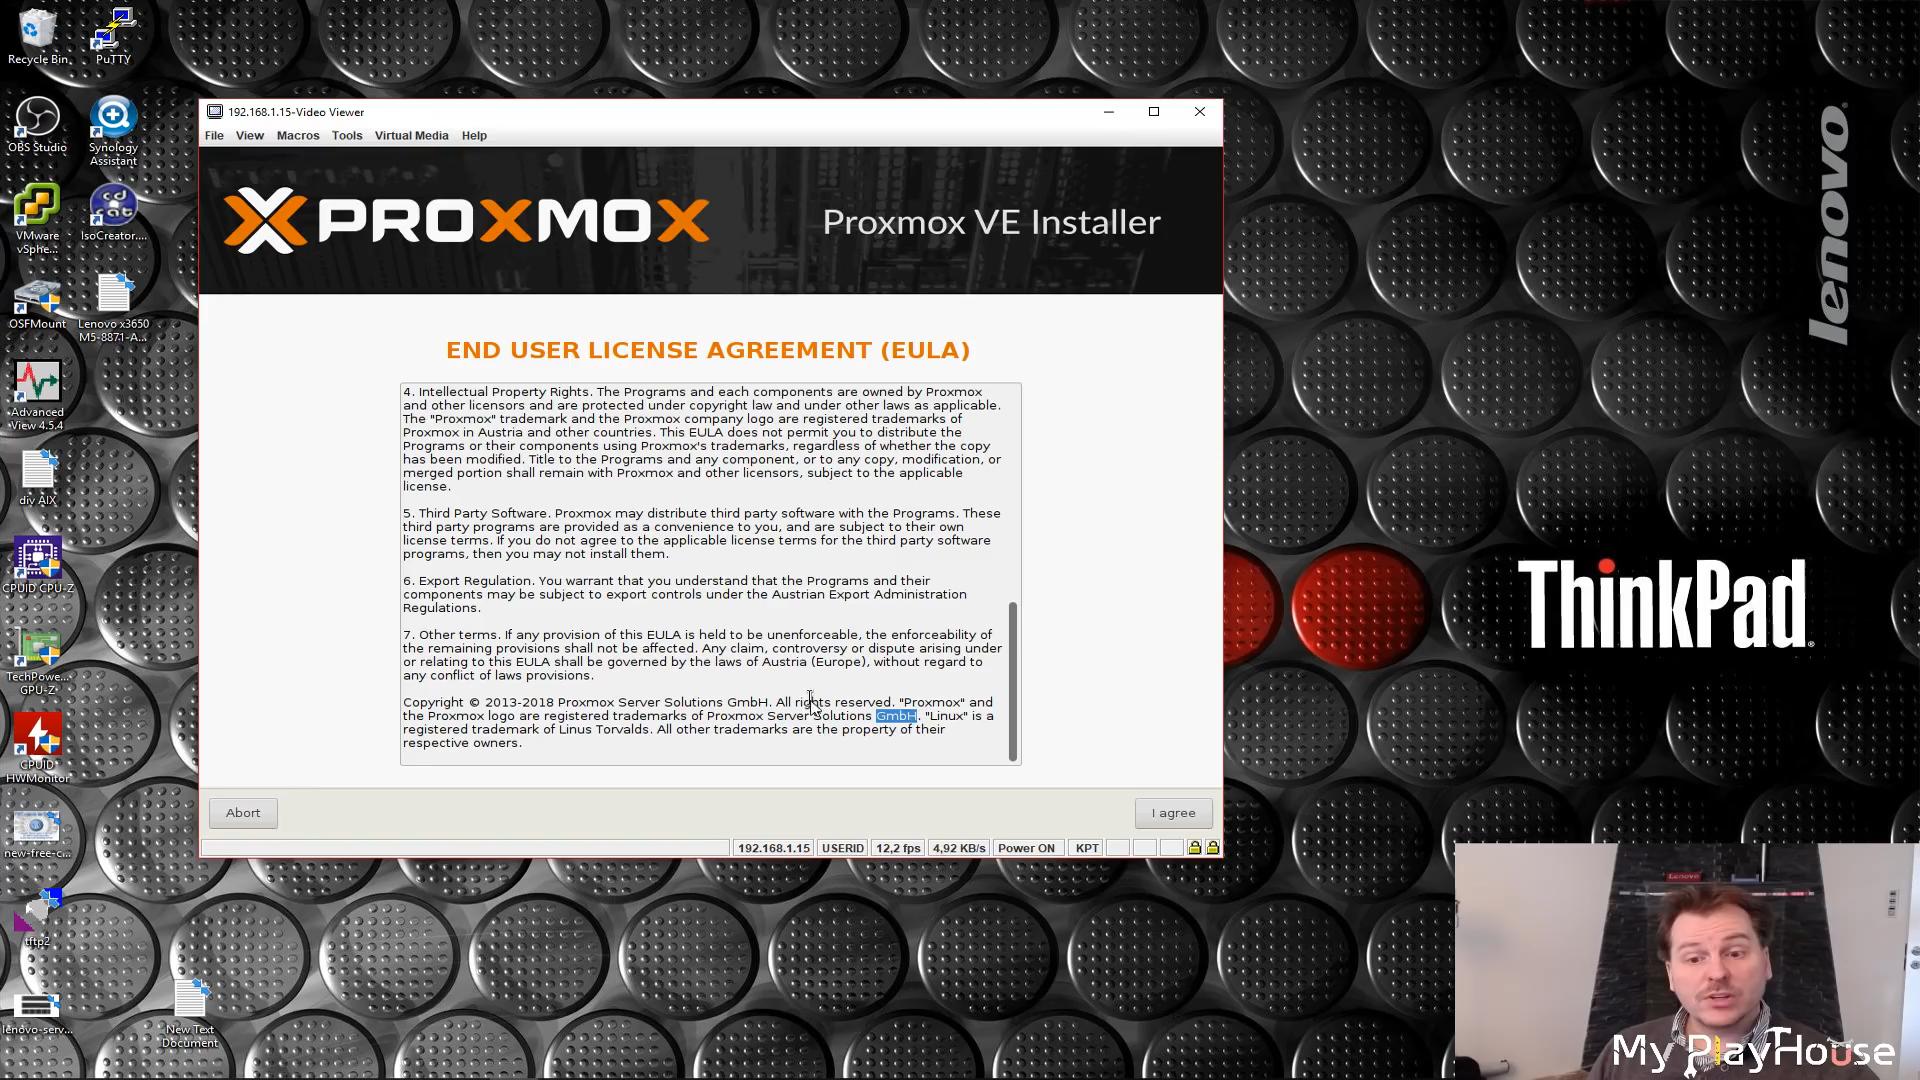 Recycle Bin
PuTTY
OBS Studio
Synology
Assistant
VMware
vSphe...
cd
cat
IsoCreator....
OSFMount
Lenovo x3650
M5-8871-A...
Advanced
View 4.5.4
div AIX
CPUID CPU-Z
TechPowe...
GPU-Z
CPUID
HWMonitor
new-free-c...
tftp2
lenovo-serv...
New Text
Document
192.168.1.15-Video Viewer
File View Macros Tools Virtual Media Help
PROXMOX
Proxmox VE Installer
END USER LICENSE AGREEMENT (EULA)
4. Intellectual Property Rights. The Programs and each components are owned by Proxmox
and other licensors and are protected under copyright law and under other laws as applicable.
The "Proxmox" trademark and the Proxmox company logo are registered trademarks of
Proxmox in Austria and other countries. This EULA does not permit you to distribute the
Programs or their components using Proxmox's trademarks, regardless of whether the copy
has been modified. Title to the Programs and any component, or to any copy, modification, or
merged portion shall remain with Proxmox and other licensors, subject to the applicable
license.
5. Third Party Software. Proxmox may distribute third party software with the Programs. These
third party programs are provided as a convenience to you, and are subject to their own
license terms. If you do not agree to the applicable license terms for the third party software
programs, then you may not install them.
6. Export Regulation. You warrant that you understand that the Programs and their
components may be subject to export controls under the Austrian Export Administration
Regulations.
7. Other terms. If any provision of this EULA is held to be unenforceable, the enforceability of
the remaining provisions shall not be affected. Any claim, controversy or dispute arising under
or relating to this EULA shall be governed by the laws of Austria (Europe), without regard to
any conflict of laws provisions.
Copyright © 2013-2018 Proxmox Server Solutions GmbH. All rights reserved. "Proxmox" and
the Proxmox logo are registered trademarks of Proxmox Server Solutions GmbH. "Linux" is a
registered trademark of Linus Torvalds. All other trademarks are the property of their
respective owners.
Abort
I agree
192.168.1.15 USERID 12,2 fps 4,92 KB/s Power ON KPT
lenovo
ThinkPad
Lenovo
My PlayHouse